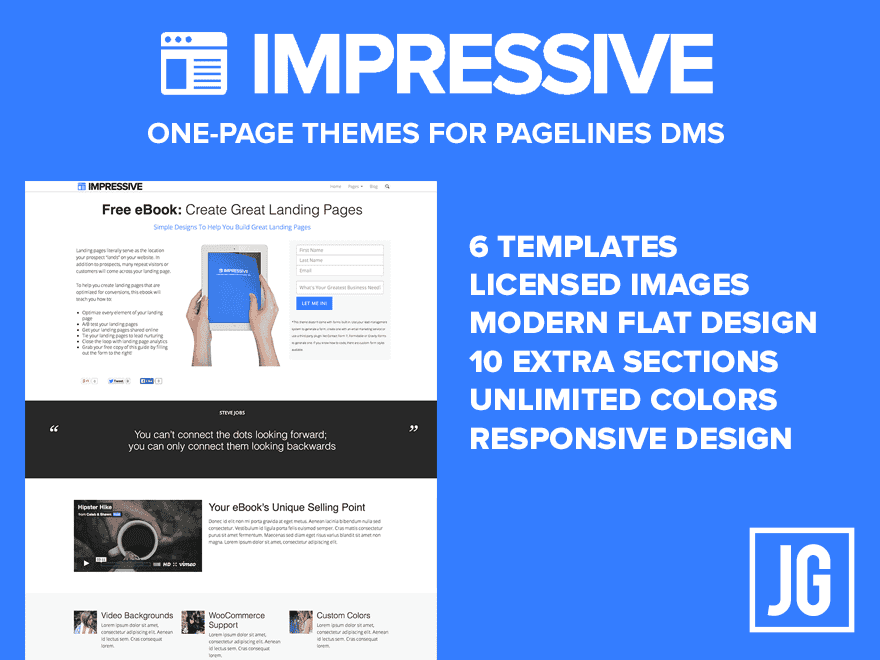 IMPRESSIVE
ONE-PAGE THEMES FOR PAGELINES DMS
IMPRESSIVE
Home Pages Blog
Free eBook: Create Great Landing Pages
Simple Designs To Help You Build Great Landing Pages
Landing pages literally serve as the location
your prospect "lands" on your website. In
addition to prospects, many repeat visitors or
customers will come across your landing page.
To help you create landing pages that are
optimized for conversions, this ebook will
teach you how to:
Optimize every element of your landing
page
A/B test your landing pages
Get your landing pages shared online
Tie your landing pages to lead nurturing
Close the loop with landing page analytics
Grab your free copy of this guide by filling
out the form to the right!
Tweet
Like
IMPRESSIVE
First Name
Last Name
Email
What's Your Greatest Business Need?
LET ME IN!
STEVE JOBS
“ You can't connect the dots looking forward; ”
you can only connect them looking backwards
Hipster Hike
from Caleb & Shawn
HD vimeo
Your eBook's Unique Selling Point
Donec id elit non mi porta gravida at eget metus. Aenean lacinia bibendum nulla sed
consectetur. Vestibulum id ligula porta felis euismod semper. Cras mattis consectetur
purus sit amet fermentum. Maecenas sed diam eget risus varius blandit sit amet non
magna. Lorem ipsum dolor sit amet, consectetur adipiscing elit.
Video Backgrounds
Lorem ipsum dolor sit amet,
consectetur adipiscing elit. Aenean
id lectus sem. Cras consequat
lorem.
WooCommerce
Support
Lorem ipsum dolor sit amet,
consectetur adipiscing elit. Aenean
id lectus sem. Cras consequat
lorem.
Custom Colors
Lorem ipsum dolor sit amet,
consectetur adipiscing elit. Aenean
id lectus sem. Cras consequat
lorem.
6 TEMPLATES
LICENSED IMAGES
MODERN FLAT DESIGN
10 EXTRA SECTIONS
UNLIMITED COLORS
RESPONSIVE DESIGN
JG